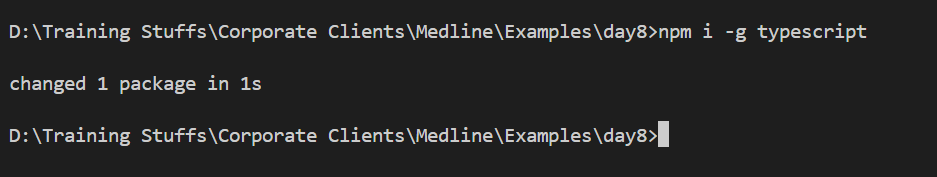 D:\Training Stuffs\Corporate Clients\Medline\Examples\day8>npm i -g typescript
changed 1 package in 1s
D:\Training Stuffs\Corporate Clients\Medline\Examples\day8>